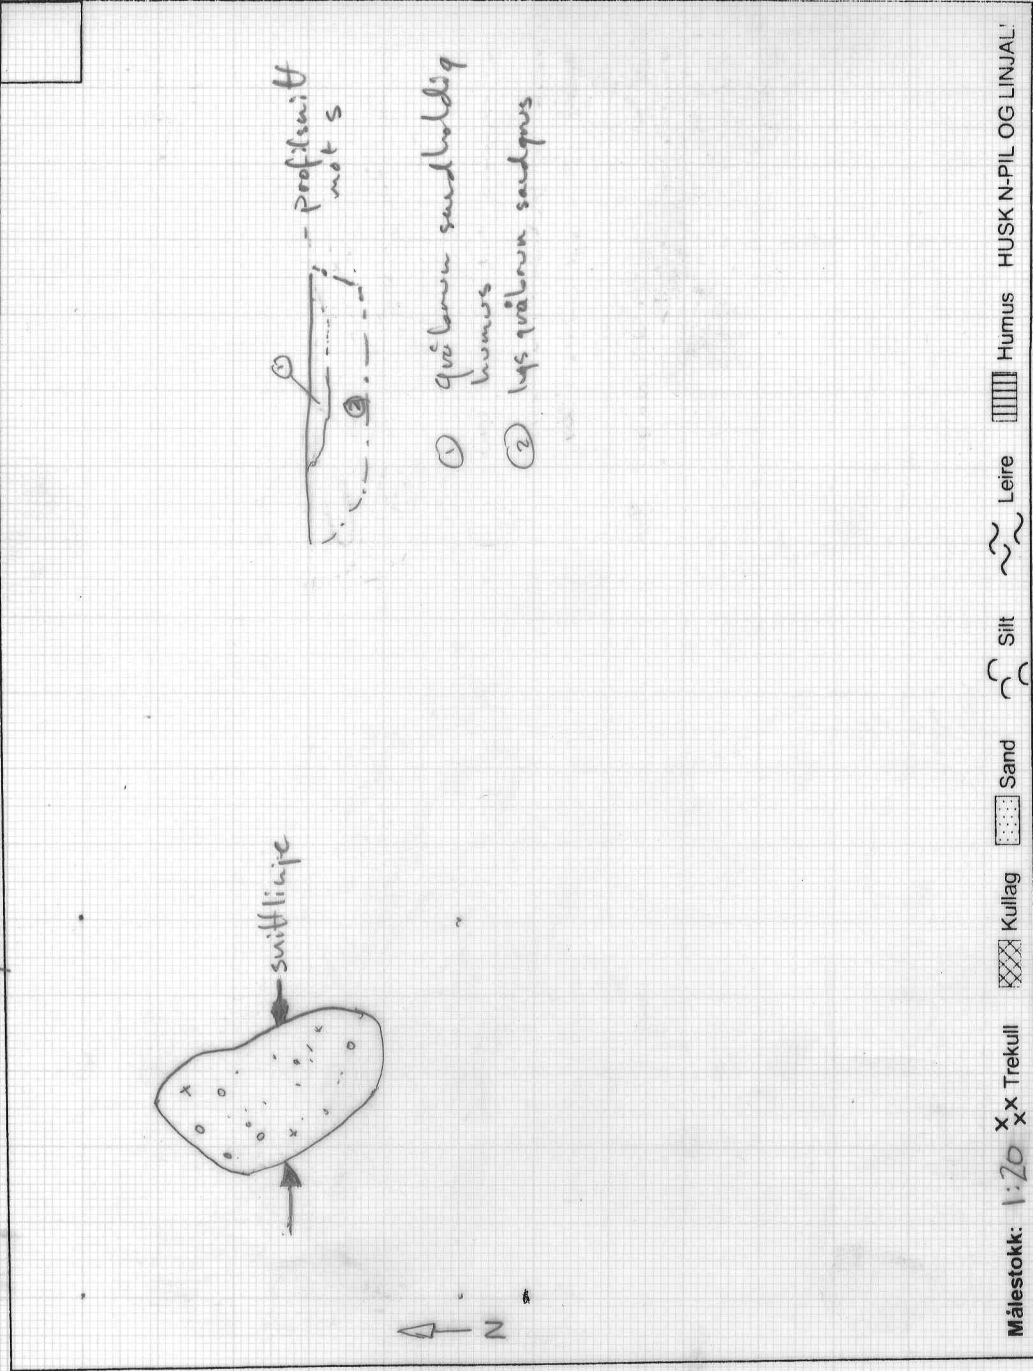 - profilsnitt
mot s
①
②
① gråbrun sandholdig
humus
② lys gråbrun sandgrus
snittlinje
N
Målestokk: 1:20 x x x Trekull Kullag Sand Silt Leire Humus HUSK N-PIL OG LINJAL!